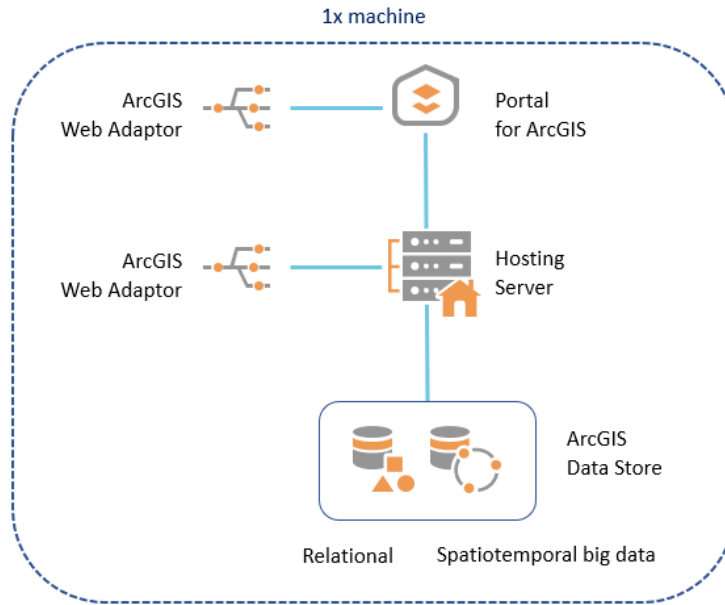 1x machine
ArcGIS
Web Adaptor
Portal
for ArcGIS
ArcGIS
Web Adaptor
Hosting
Server
ArcGIS
Data Store
Relational
Spatiotemporal big data